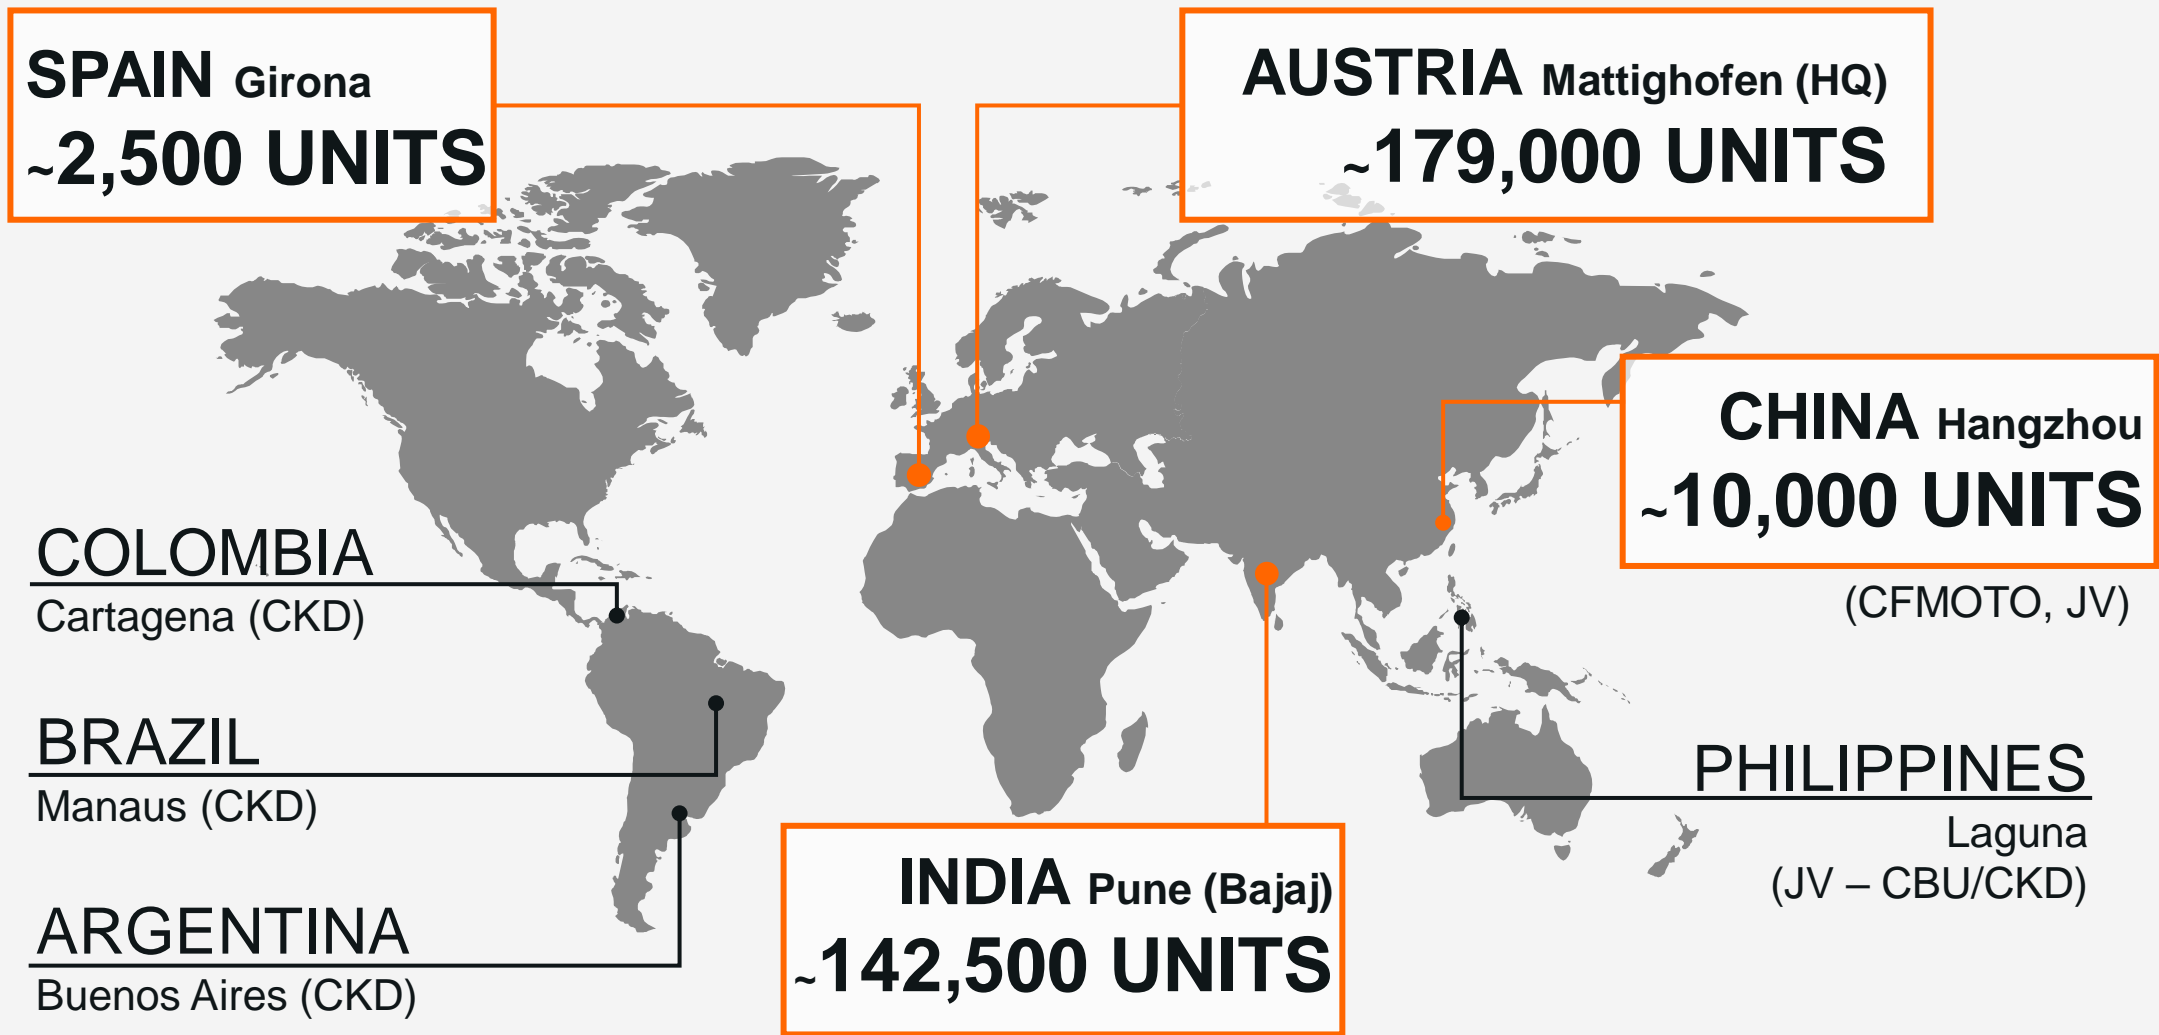 SPAIN Girona
~2,500 UNITS
AUSTRIA Mattighofen (HQ)
~179,000 UNITS
CHINA Hangzhou
~10,000 UNITS
(CFMOTO, JV)
COLOMBIA
Cartagena (CKD)
BRAZIL
Manaus (CKD)
ARGENTINA
Buenos Aires (CKD)
INDIA Pune (Bajaj)
~142,500 UNITS
PHILIPPINES
Laguna
(JV – CBU/CKD)